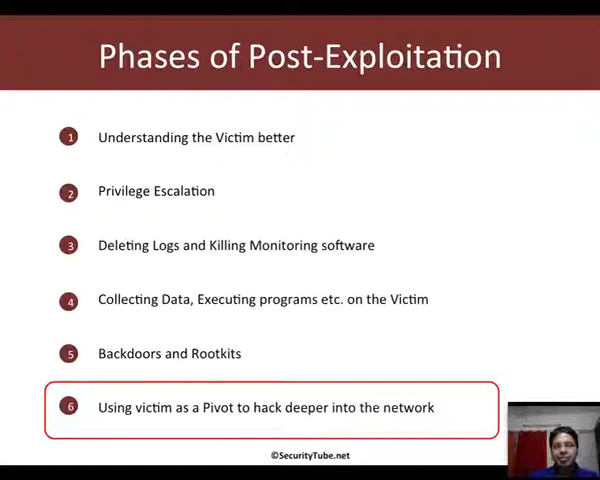 Phases of Post-Exploitation
1 Understanding the Victim better
2 Privilege Escalation
3 Deleting Logs and Killing Monitoring software
4 Collecting Data, Executing programs etc. on the Victim
5 Backdoors and Rootkits
6 Using victim as a Pivot to hack deeper into the network
©SecurityTube.net